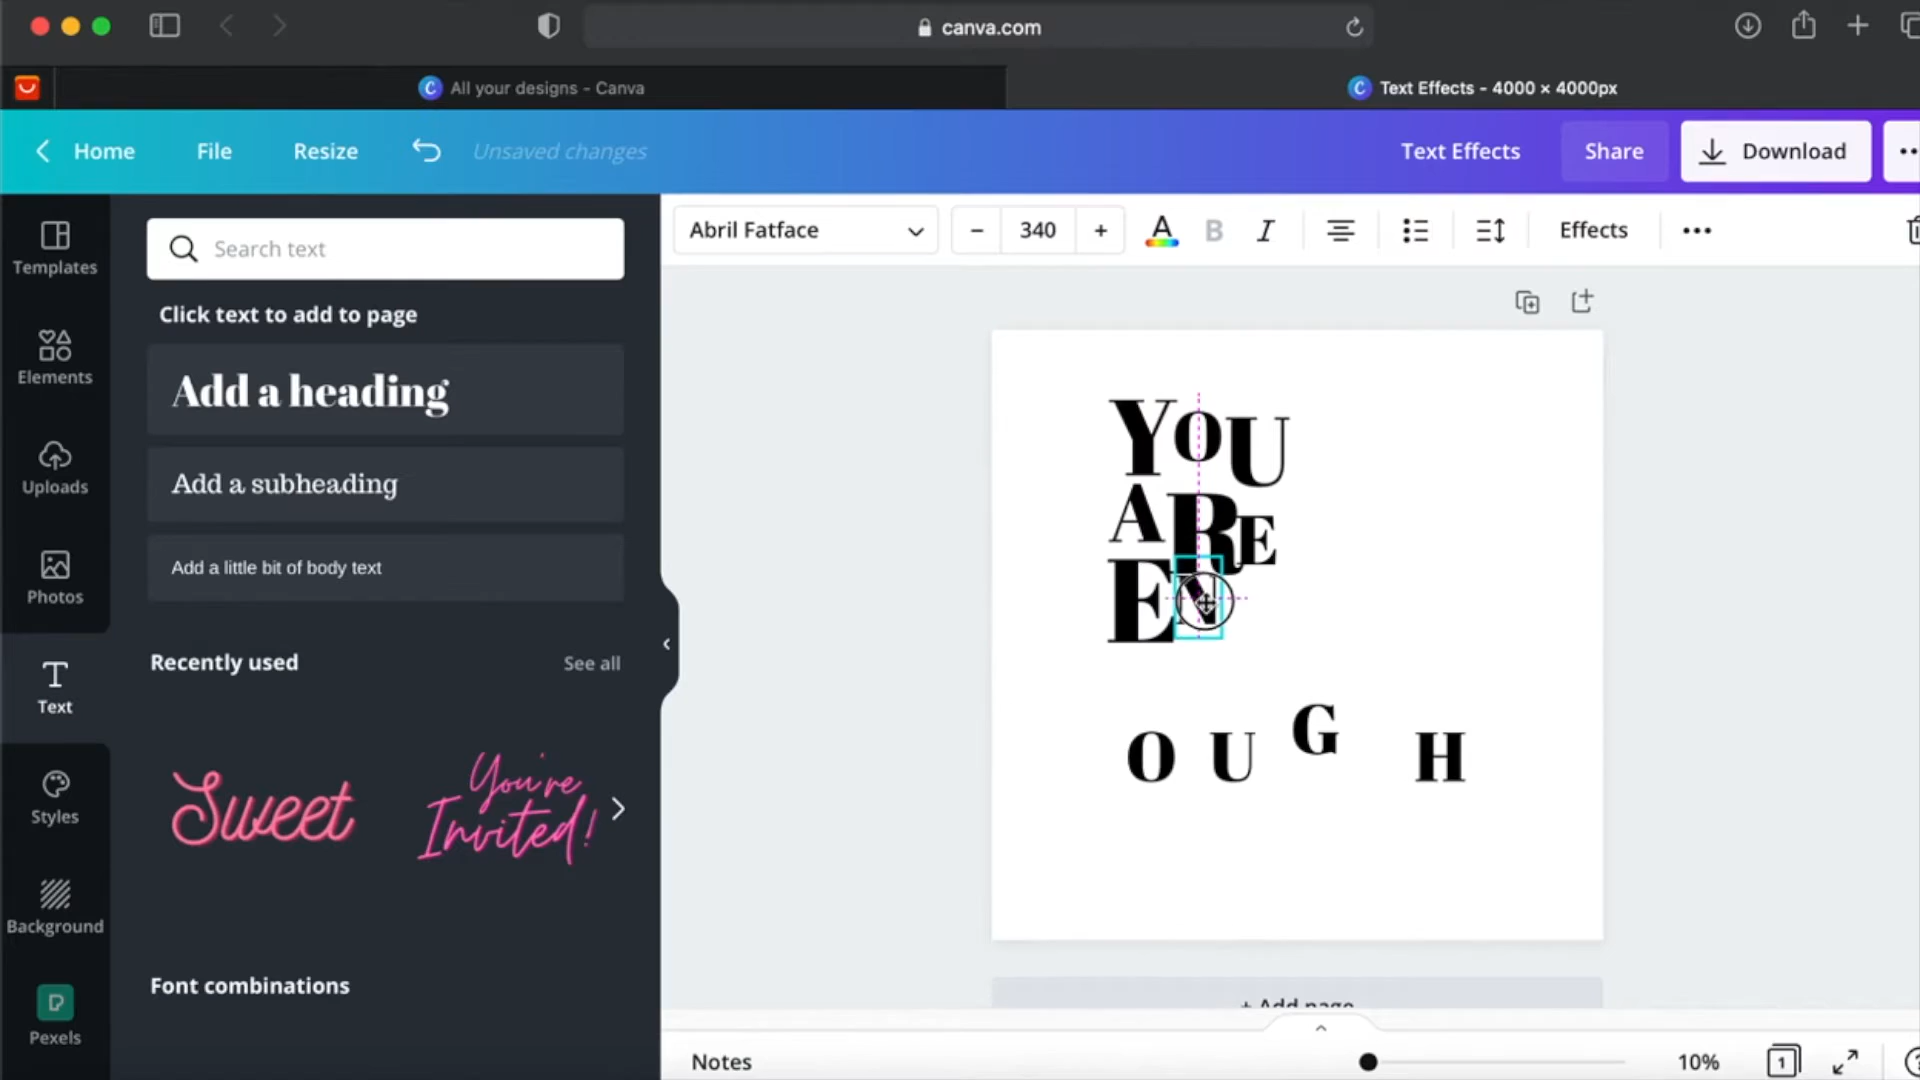 canva.com
All your designs - Canva
Text Effects - 4000 × 4000px
Home File Resize Unsaved changes Text Effects Share Download
Templates
Elements
Uploads
Photos
Text
Styles
Background
Pexels
Search text
Click text to add to page
Add a heading
Add a subheading
Add a little bit of body text
Recently used See all
Sweet
You're
Invited!
Font combinations
Abril Fatface 340 A B I Effects
YOU
ARE
EN
O U G H
+ Add page
Notes 10% 1